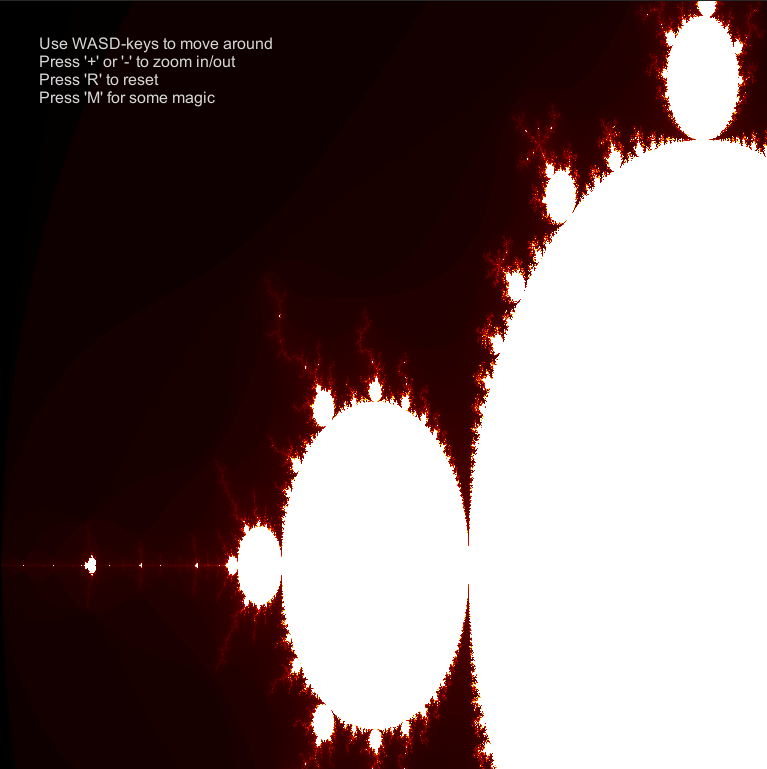 Use WASD-keys to move around
Press '+' or '-' to zoom in/out
Press 'R' to reset
Press 'M' for some magic